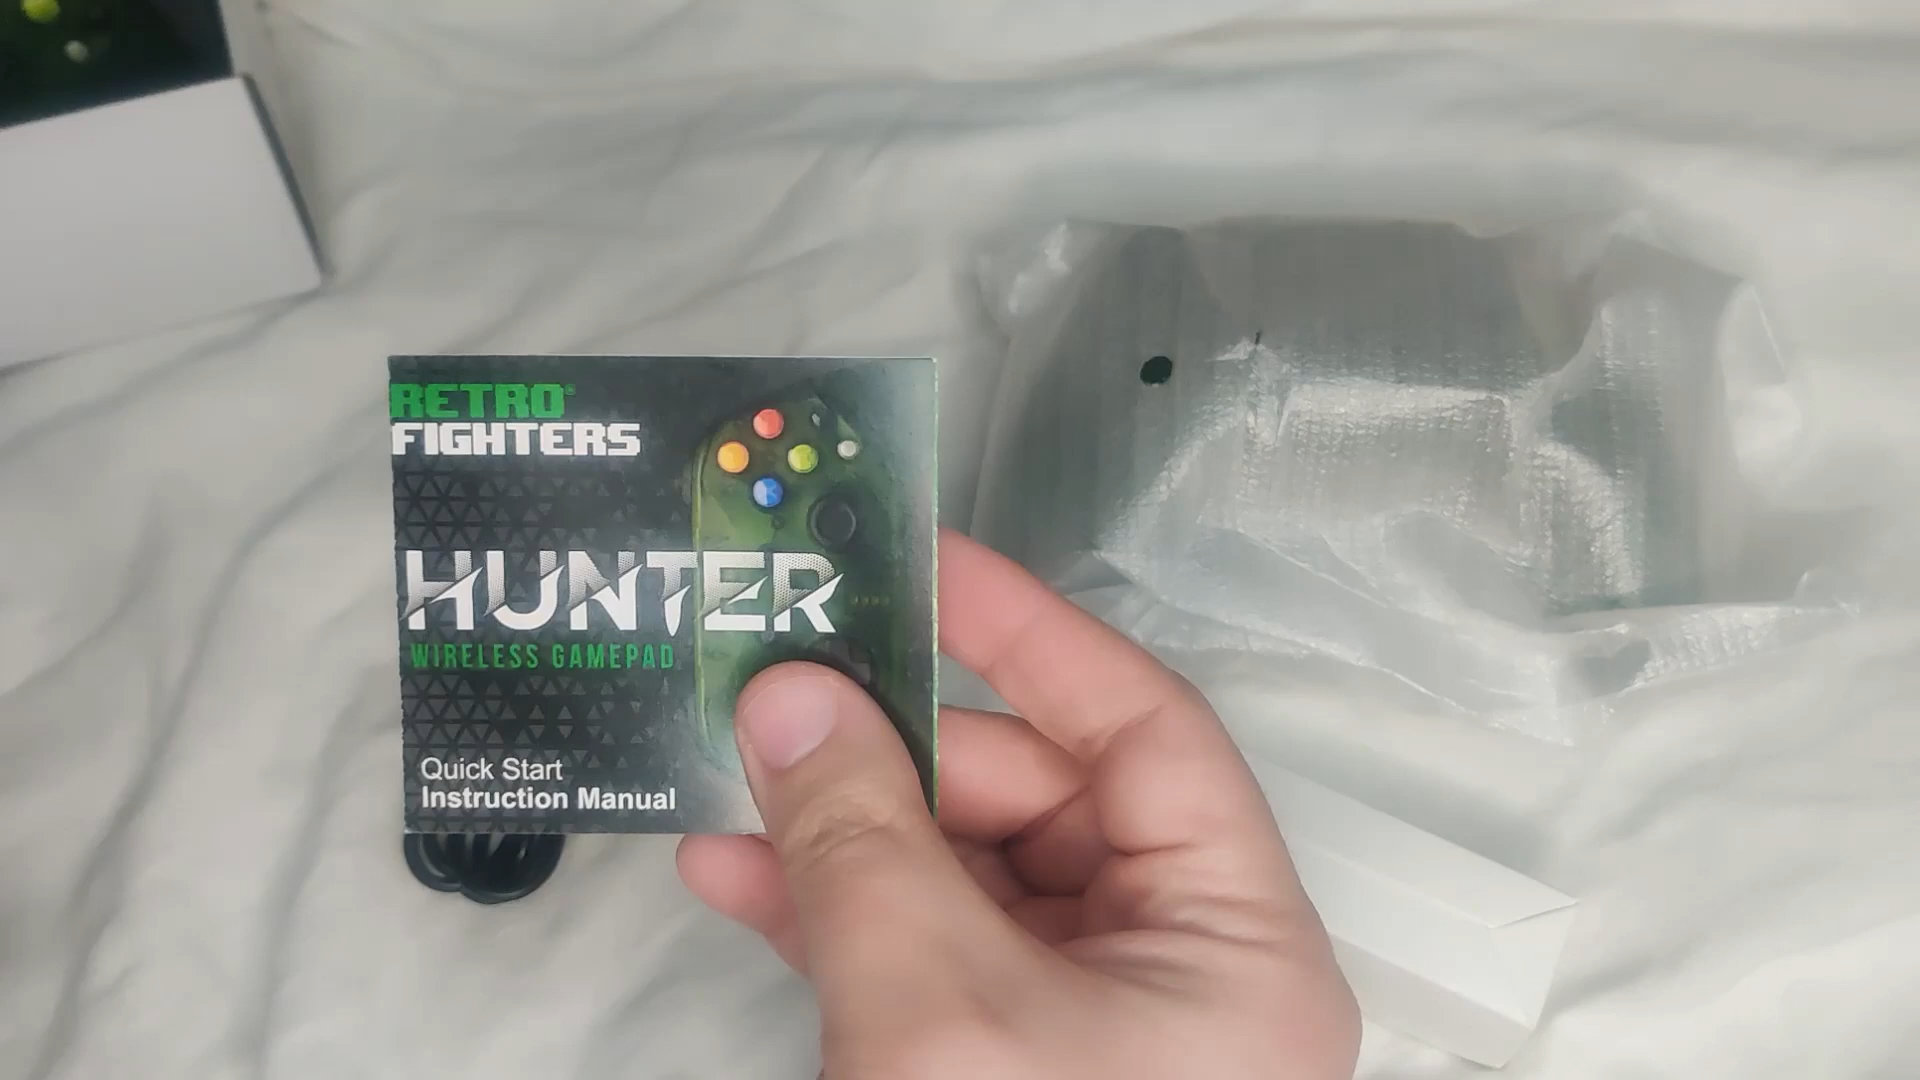 RETRO®
FIGHTERS
HUNTER
WIRELESS GAMEPAD
Quick Start
Instruction Manual